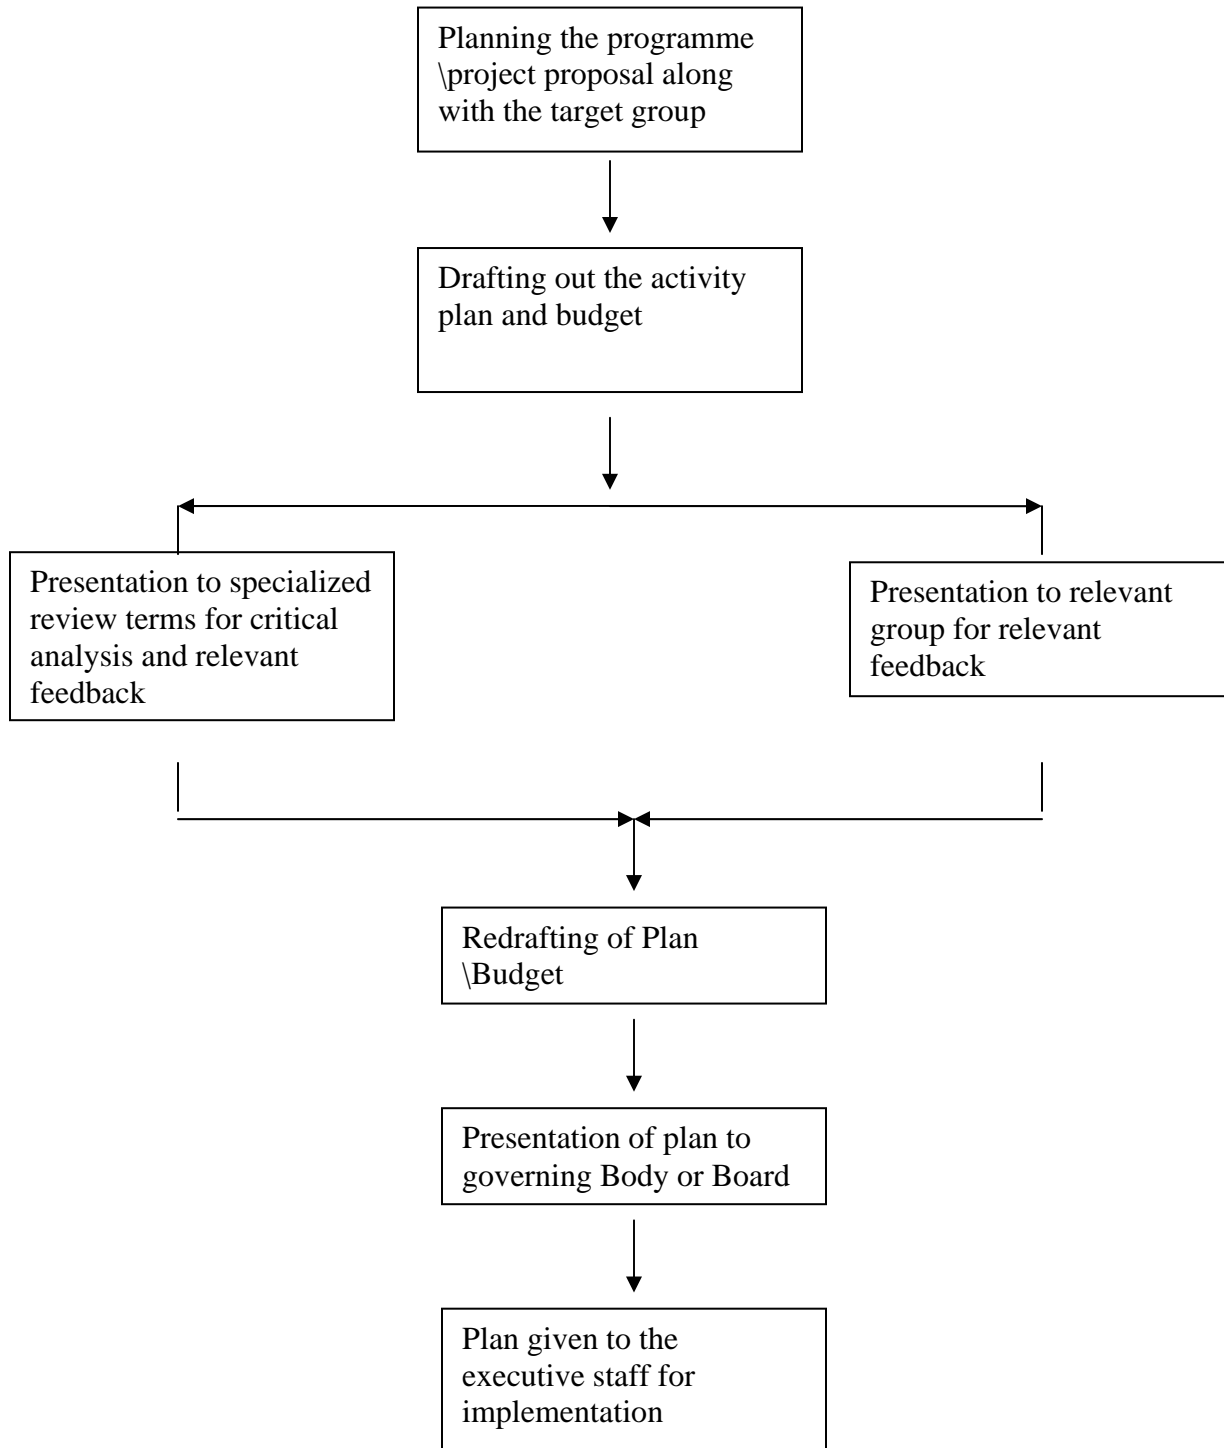 Planning the programme
\project proposal along
with the target group
Drafting out the activity
plan and budget
Presentation to specialized
review terms for critical
analysis and relevant
feedback
Presentation to relevant
group for relevant
feedback
Redrafting of Plan
\Budget
Presentation of plan to
governing Body or Board
Plan given to the
executive staff for
implementation